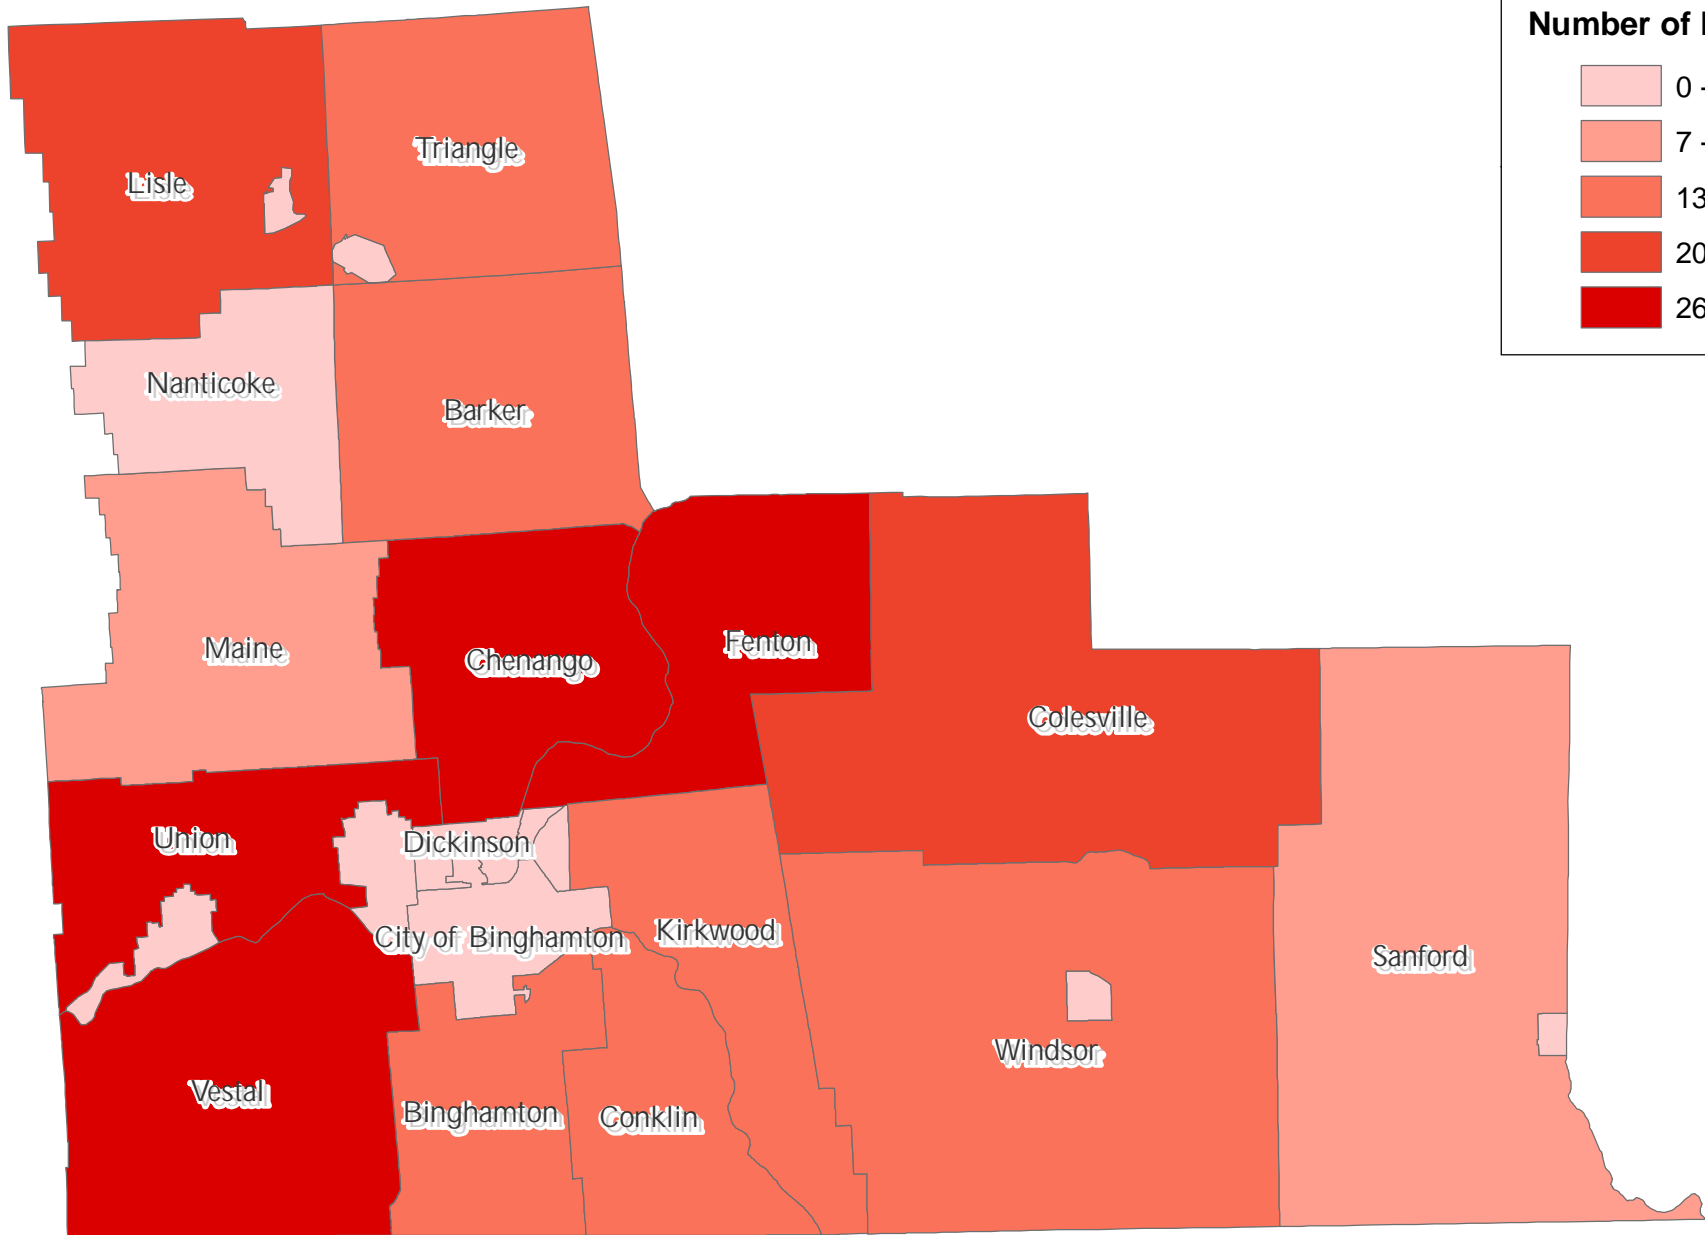 Number of
0 -
7 -
13
20
26
Triangle
Lisle
Nanticoke
Barker
Fenton
Maine
Chenango
Colesville
Union
Dickinson
Kirkwood
City of Binghamton
Sanford
Windsor
Vestal
Binghamton
Conklin